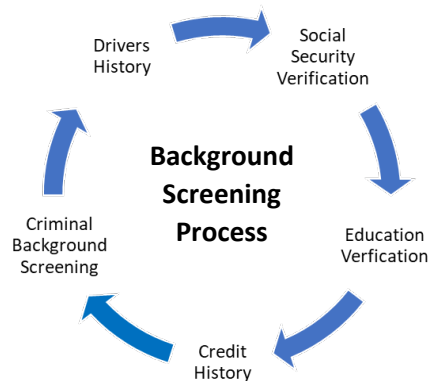 Drivers
History
Social
Security
Verification
Background
Screening
Process
Education
Verfication
Credit
History
Criminal
Background
Screening